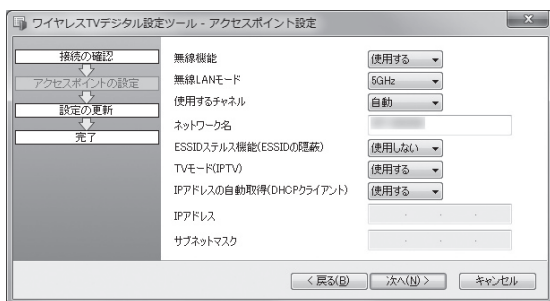 ワイヤレスTVデジタル設定ツール - アクセスポイント設定
接続の確認
アクセスポイントの設定
設定の更新
完了
無線機能 使用する
無線LANモード 5GHz
使用するチャネル 自動
ネットワーク名
ESSIDステルス機能(ESSIDの隠蔽) 使用しない
TVモード(IPTV) 使用する
IPアドレスの自動取得(DHCPクライアント) 使用する
IPアドレス
サブネットマスク
< 戻る(B) 次へ(N) > キャンセル